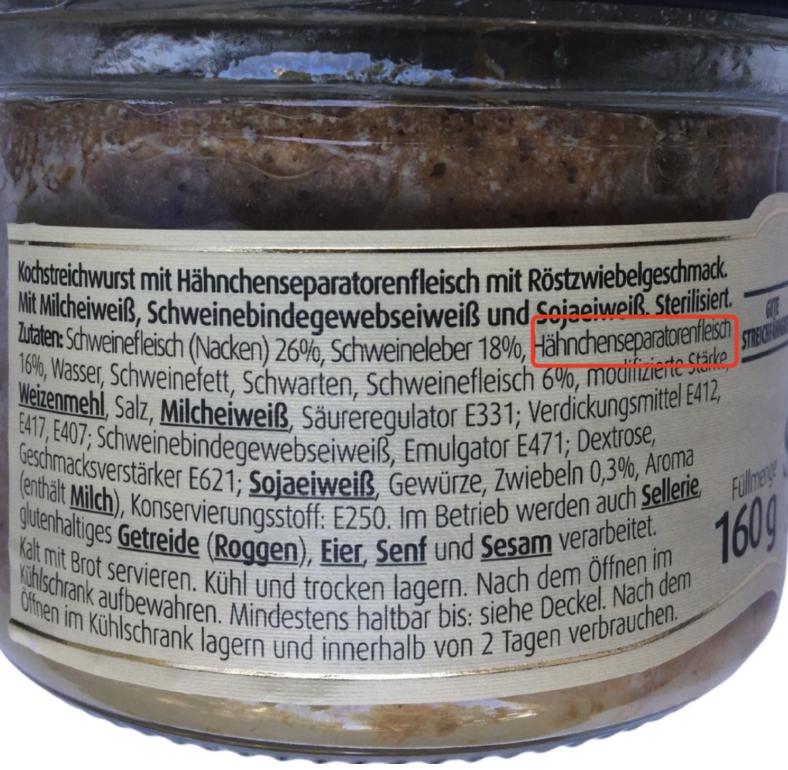 Kochstreichwurst mit Hähnchenseparatorenfleisch mit Röstzwiebelgeschmack.
Mit Milcheiweiß, Schweinebindegewebseiweiß und Sojaeiweiß. Sterilisiert.
Zutaten: Schweinefleisch (Nacken) 26%, Schweineleber 18%, Hähnchenseparatorenfleisch
16%, Wasser, Schweinefett, Schwarten, Schweinefleisch 6%, modifizierte Stärke,
Weizenmehl, Salz, Milcheiweiß, Säureregulator E331; Verdickungsmittel E412,
E417, E407; Schweinebindegewebseiweiß, Emulgator E471; Dextrose,
Geschmacksverstärker E621; Sojaeiweiß, Gewürze, Zwiebeln 0,3%, Aroma
(enthält Milch), Konservierungsstoff: E250. Im Betrieb werden auch Sellerie,
glutenhaltiges Getreide (Roggen), Eier, Senf und Sesam verarbeitet.
Kalt mit Brot servieren. Kühl und trocken lagern. Nach dem Öffnen im
Kühlschrank aufbewahren. Mindestens haltbar bis: siehe Deckel. Nach dem
Öffnen im Kühlschrank lagern und innerhalb von 2 Tagen verbrauchen.
GUTE
Füllmenge
160g